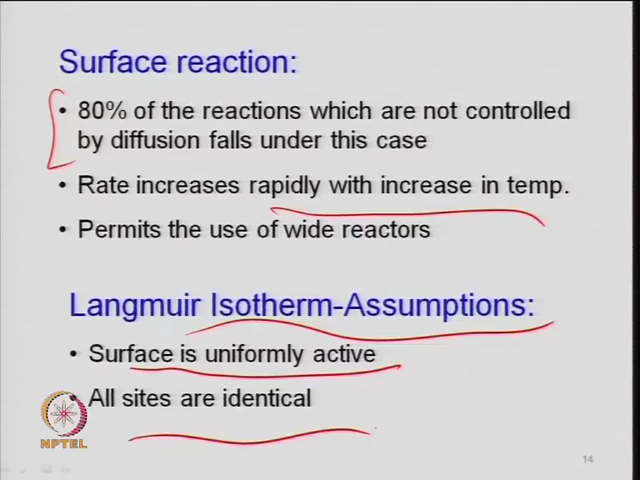 Surface reaction:
• 80% of the reactions which are not controlled
by diffusion falls under this case
• Rate increases rapidly with increase in temp.
• Permits the use of wide reactors
Langmuir Isotherm-Assumptions:
• Surface is uniformly active
• All sites are identical
NPTEL
14